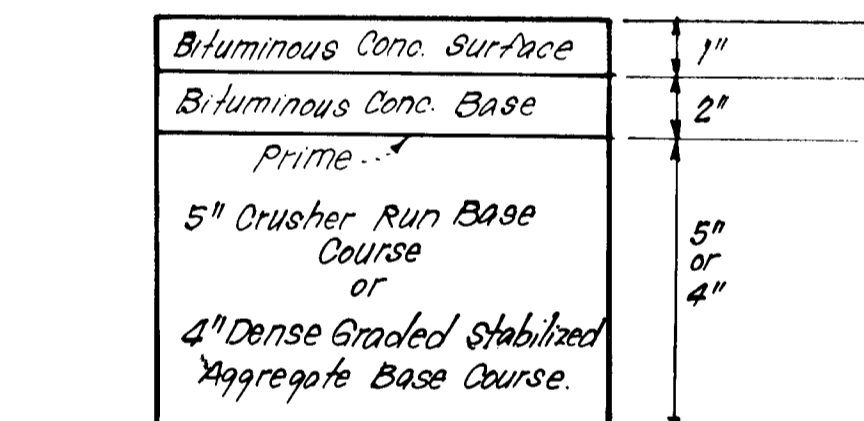 Bituminous Conc. Surface
1"
Bituminous Conc. Base
2"
Prime
5" Crusher Run Base
Course
or
4" Dense Graded Stabilized
Aggregate Base Course.
5"
or
4"